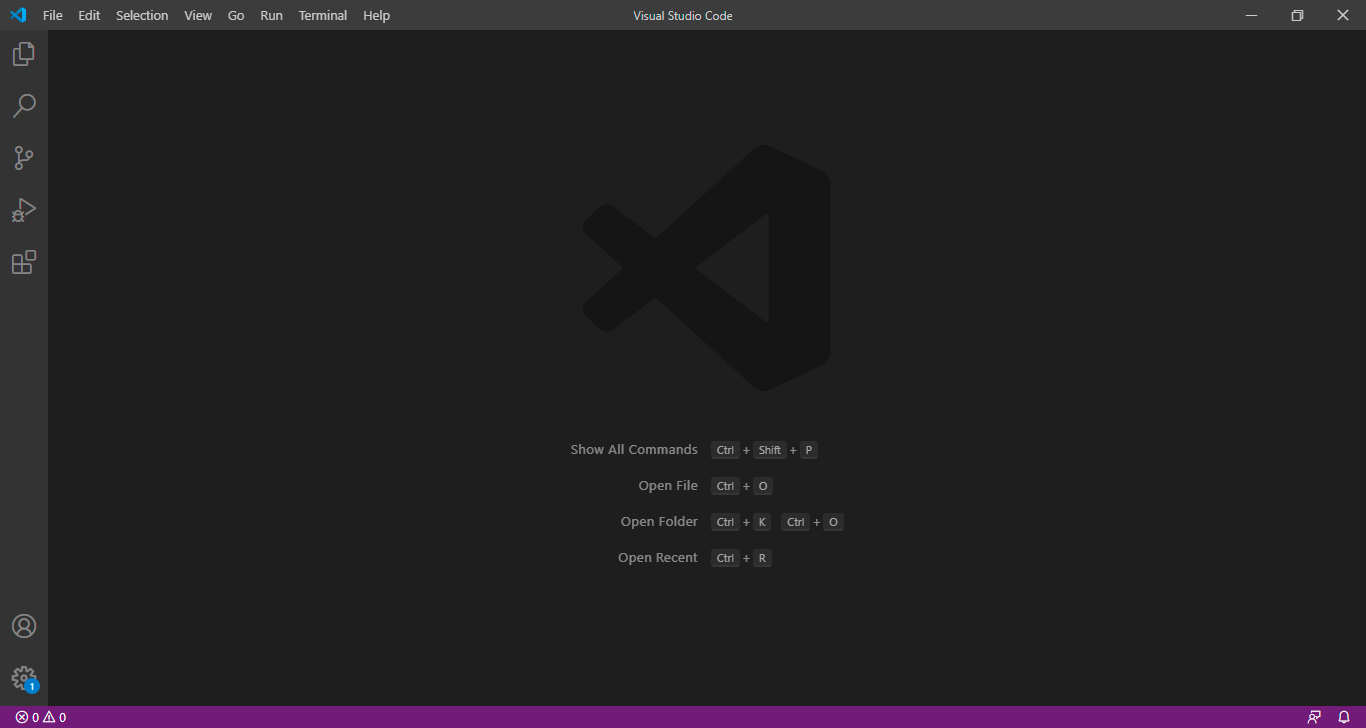 File Edit Selection View Go Run Terminal Help Visual Studio Code
Show All Commands Ctrl + Shift + P
Open File Ctrl + O
Open Folder Ctrl + K Ctrl + O
Open Recent Ctrl + R
1
0 0